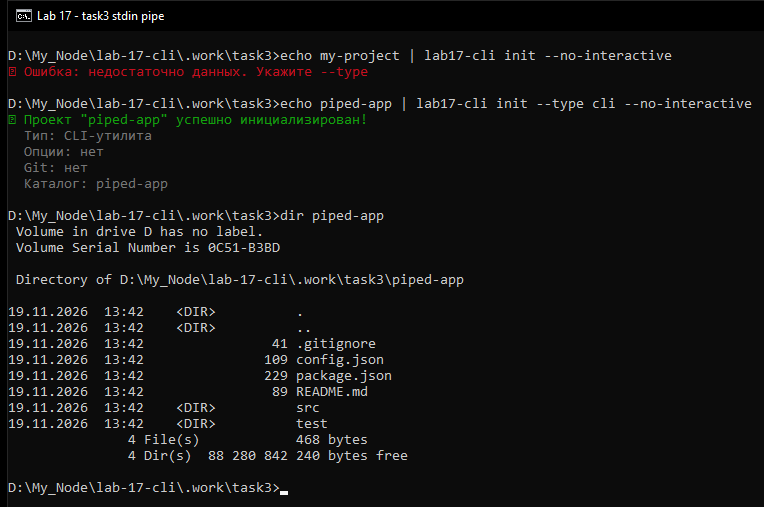 Lab 17 - task3 stdin pipe
D:\My_Node\lab-17-cli\.work\task3>echo my-project | lab17-cli init --no-interactive
Ошибка: недостаточно данных. Укажите --type
D:\My_Node\lab-17-cli\.work\task3>echo piped-app | lab17-cli init --type cli --no-interactive
Проект "piped-app" успешно инициализирован!
Тип: CLI-утилита
Опции: нет
Git: нет
Каталог: piped-app
D:\My_Node\lab-17-cli\.work\task3>dir piped-app
Volume in drive D has no label.
Volume Serial Number is 0C51-B3BD
Directory of D:\My_Node\lab-17-cli\.work\task3\piped-app
19.11.2026  13:42    <DIR>          .
19.11.2026  13:42    <DIR>          ..
19.11.2026  13:42                41 .gitignore
19.11.2026  13:42               109 config.json
19.11.2026  13:42               229 package.json
19.11.2026  13:42                89 README.md
19.11.2026  13:42    <DIR>          src
19.11.2026  13:42    <DIR>          test
4 File(s)            468 bytes
4 Dir(s)  88 280 842 240 bytes free
D:\My_Node\lab-17-cli\.work\task3>